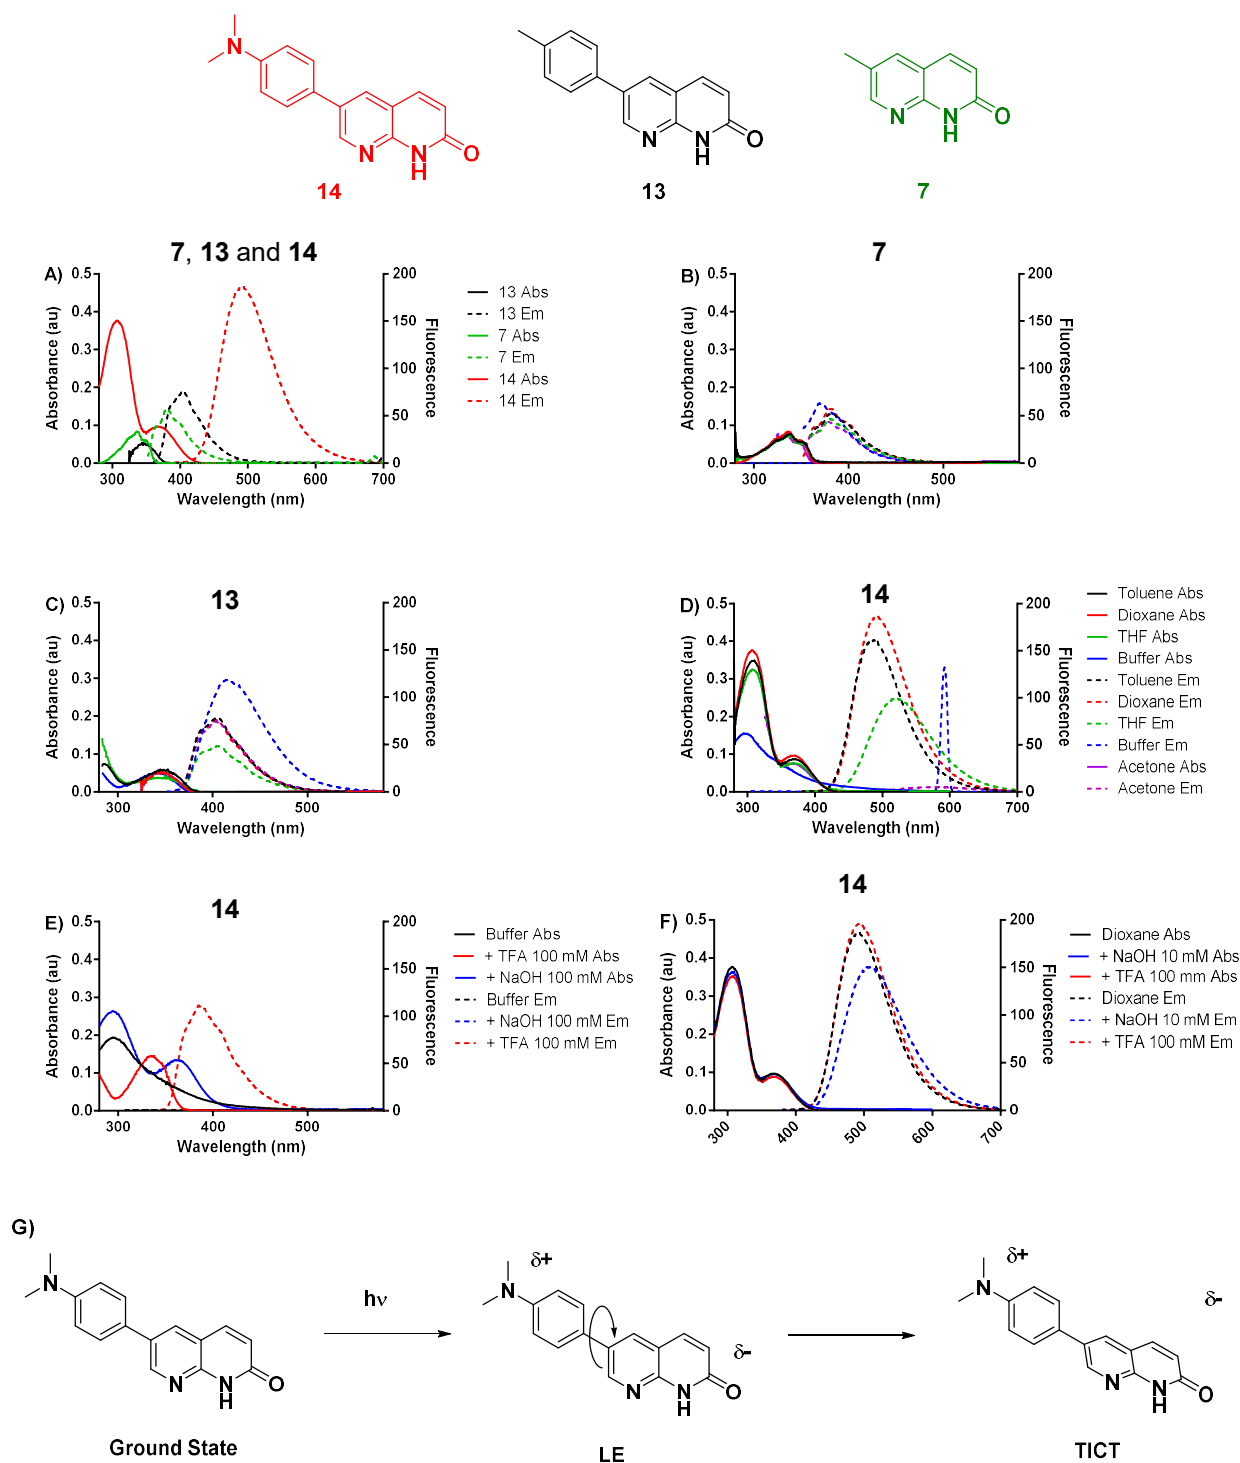 N
N
N
H
O
14
N
N
H
O
13
N
N
H
O
7
7, 13 and 14
A)
0.5
0.4
0.3
0.2
0.1
0.0
Absorbance (au)
200
150
100
50
0
Fluorescence
300 400 500 600 700
Wavelength (nm)
13 Abs
13 Em
7 Abs
7 Em
14 Abs
14 Em
7
B)
0.5
0.4
0.3
0.2
0.1
0.0
Absorbance (au)
200
150
100
50
0
Fluorescence
300 400 500
Wavelength (nm)
13
C)
0.5
0.4
0.3
0.2
0.1
0.0
Absorbance (au)
200
150
100
50
0
Fluorescence
300 400 500
Wavelength (nm)
14
D)
0.5
0.4
0.3
0.2
0.1
0.0
Absorbance (au)
200
150
100
50
0
Fluorescence
300 400 500 600 700
Wavelength (nm)
Toluene Abs
Dioxane Abs
THF Abs
Buffer Abs
Toluene Em
Dioxane Em
THF Em
Buffer Em
Acetone Abs
Acetone Em
14
E)
0.5
0.4
0.3
0.2
0.1
0.0
Absorbance (au)
200
150
100
50
0
Fluorescence
300 400 500
Wavelength (nm)
Buffer Abs
+ TFA 100 mM Abs
+ NaOH 100 mM Abs
Buffer Em
+ NaOH 100 mM Em
+ TFA 100 mM Em
14
F)
0.5
0.4
0.3
0.2
0.1
0.0
Absorbance (au)
200
150
100
50
0
Fluorescence
300 400 500 600 700
Dioxane Abs
+ NaOH 10 mM Abs
+ TFA 100 mm Abs
Dioxane Em
+ NaOH 10 mM Em
+ TFA 100 mM Em
G)
N
N
N
H
O
Ground State
hν
δ+
N
δ-
N
N
H
O
LE
δ+
N
δ-
N
N
H
O
TICT